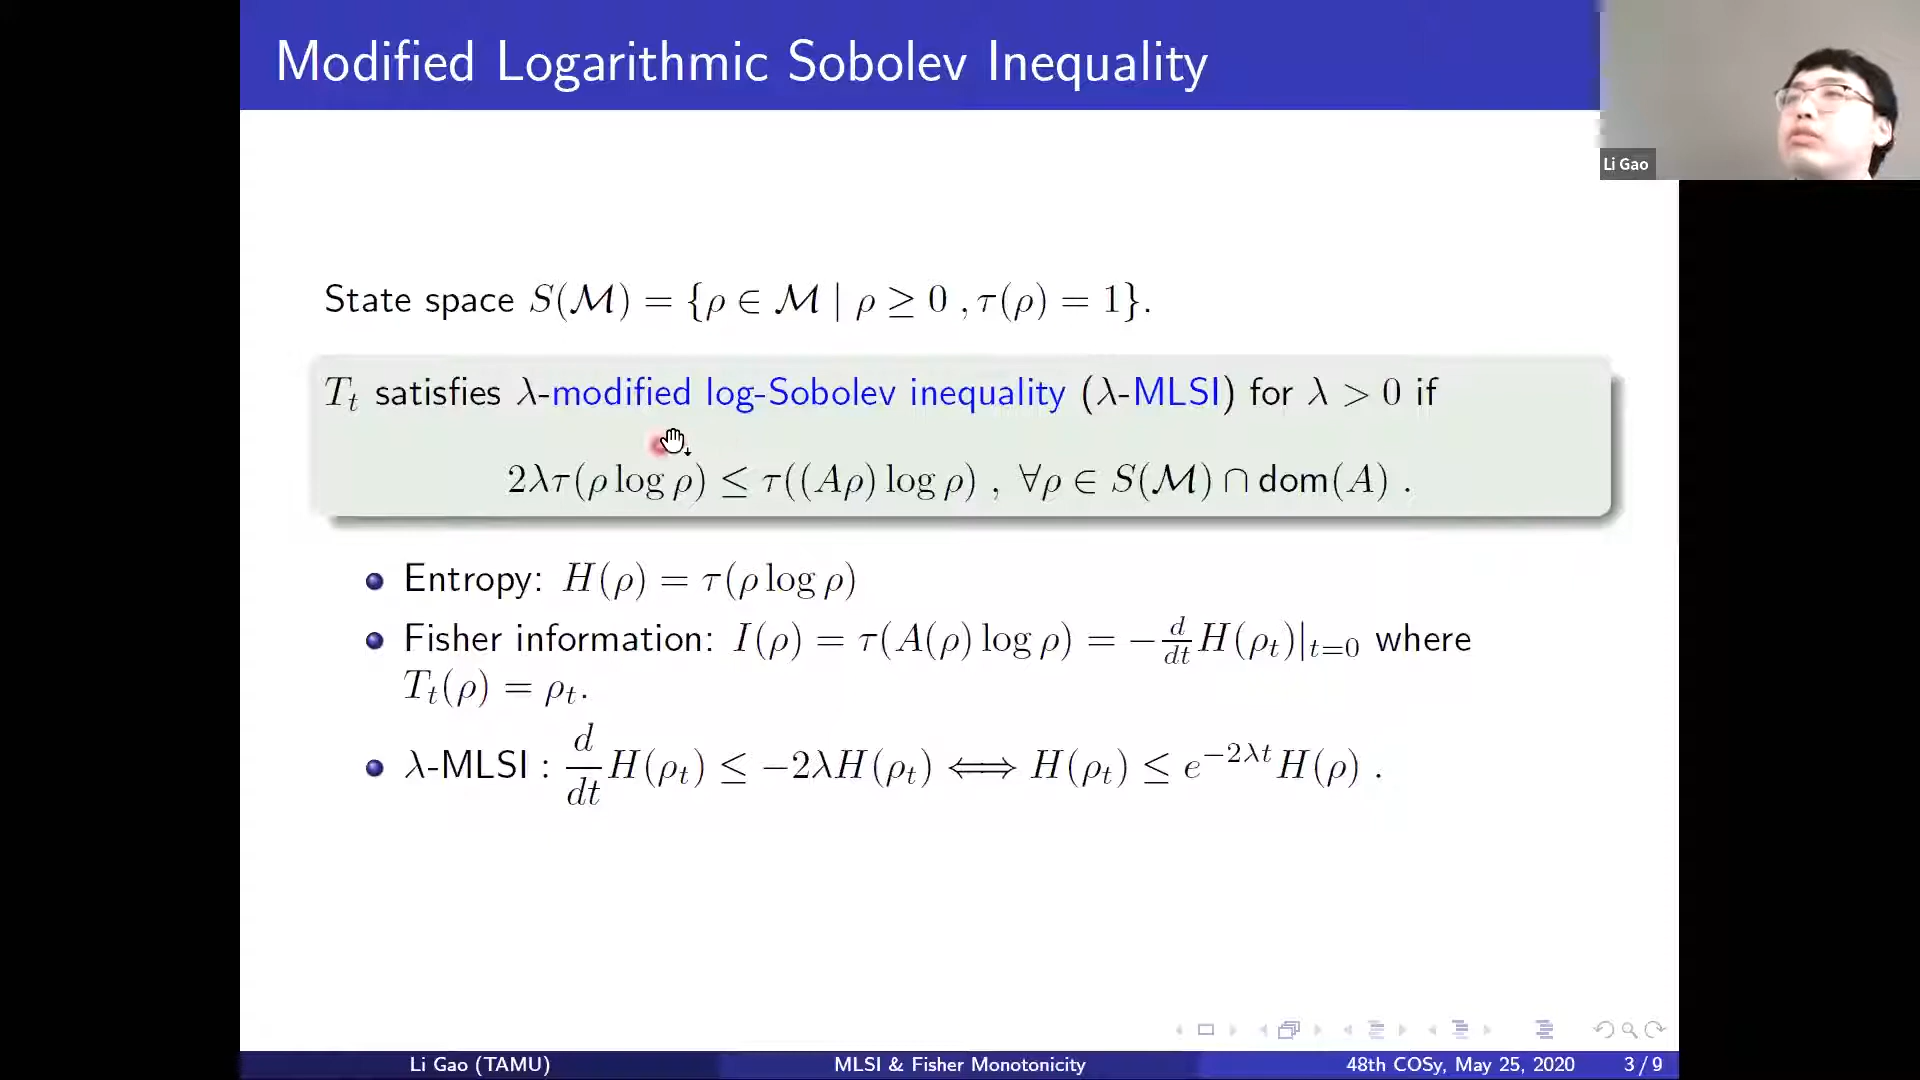 Modified Logarithmic Sobolev Inequality
Li Gao
State space S(ℳ) = {ρ ∈ ℳ | ρ ≥ 0 , τ(ρ) = 1}.
T_t satisfies λ-modified log-Sobolev inequality (λ-MLSI) for λ > 0 if
2λτ(ρ log ρ) ≤ τ((Aρ) log ρ) , ∀ρ ∈ S(ℳ) ∩ dom(A) .
Entropy: H(ρ) = τ(ρ log ρ)
Fisher information: I(ρ) = τ(A(ρ) log ρ) = −d/dt H(ρ_t)|_{t=0} where
T_t(ρ) = ρ_t.
λ-MLSI : d/dt H(ρ_t) ≤ −2λH(ρ_t) ⟺ H(ρ_t) ≤ e^{−2λt}H(ρ) .
Li Gao (TAMU) MLSI & Fisher Monotonicity 48th COSy, May 25, 2020 3 / 9